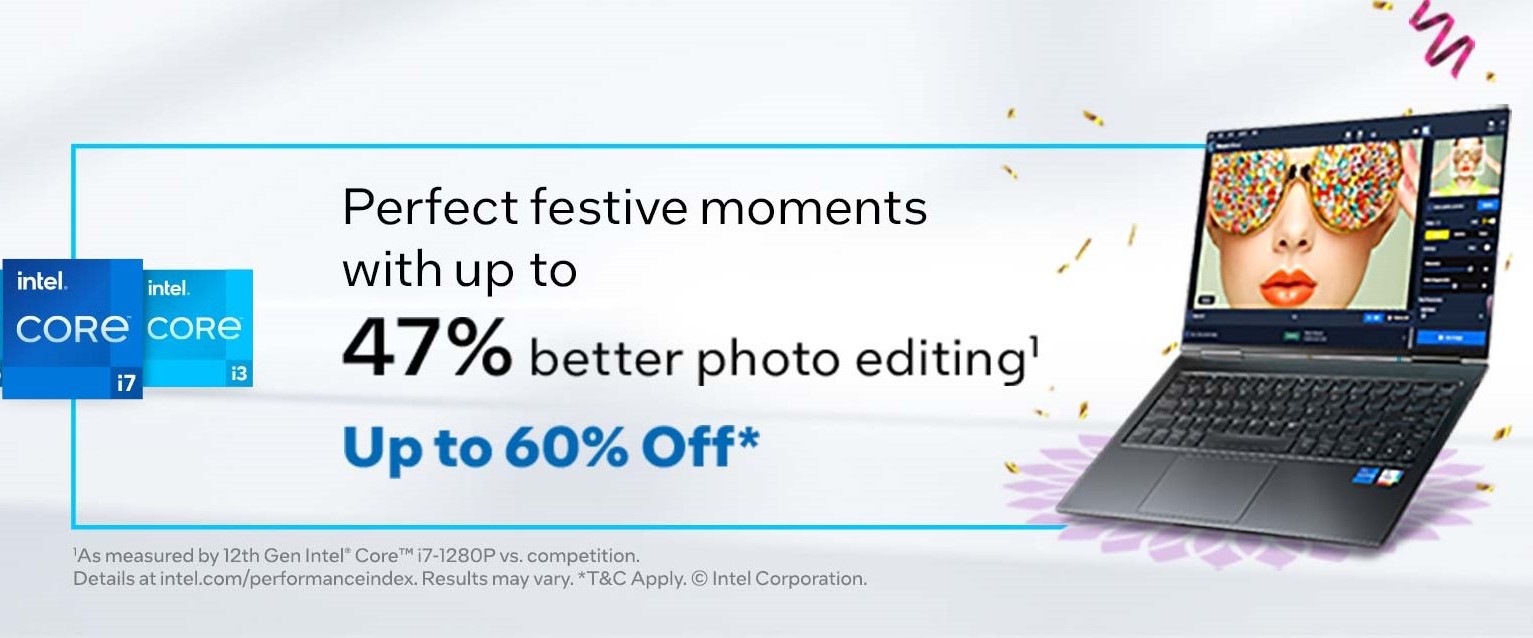 Perfect festive moments
with up to
47% better photo editing¹
Up to 60% Off*
intel.
CORE™
i7
intel.
CORE™
i3
¹As measured by 12th Gen Intel® Core™ i7-1280P vs. competition.
Details at intel.com/performanceindex. Results may vary. *T&C Apply. © Intel Corporation.